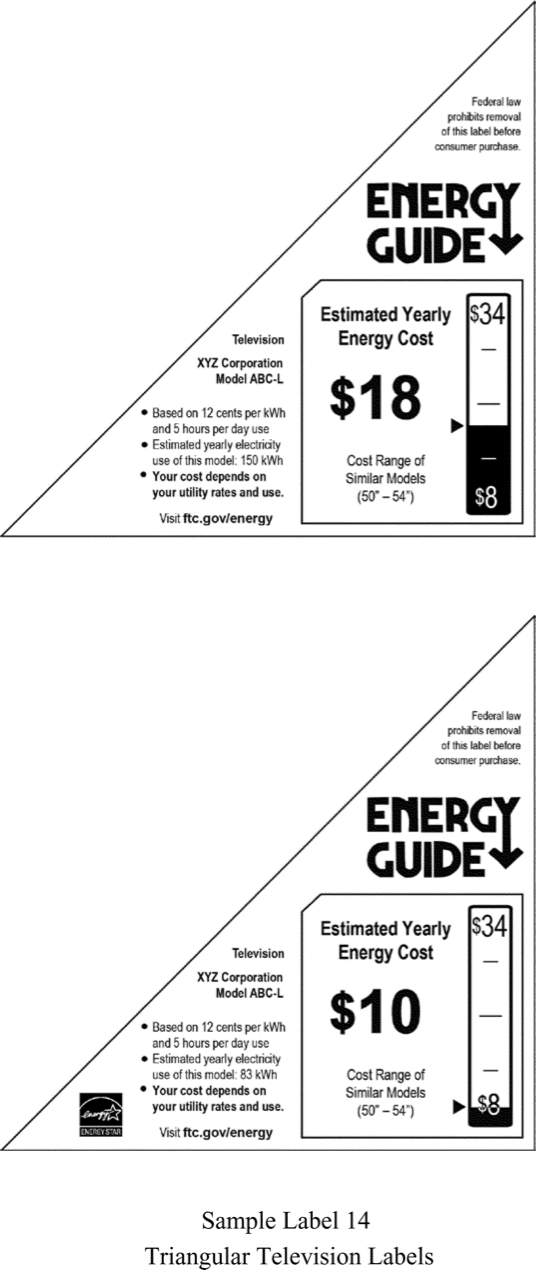 Federal law
prohibits removal
of this label before
consumer purchase.
ENERGY
GUIDE
Estimated Yearly
Energy Cost
$18
Cost Range of
Similar Models
(50" – 54")
$34
$8
Television
XYZ Corporation
Model ABC-L
• Based on 12 cents per kWh
and 5 hours per day use
• Estimated yearly electricity
use of this model: 150 kWh
• Your cost depends on
your utility rates and use.
Visit ftc.gov/energy
Federal law
prohibits removal
of this label before
consumer purchase.
ENERGY
GUIDE
Estimated Yearly
Energy Cost
$10
Cost Range of
Similar Models
(50" – 54")
$34
$8
Television
XYZ Corporation
Model ABC-L
• Based on 12 cents per kWh
and 5 hours per day use
• Estimated yearly electricity
use of this model: 83 kWh
• Your cost depends on
your utility rates and use.
Visit ftc.gov/energy
energy
ENERGY STAR
Sample Label 14
Triangular Television Labels